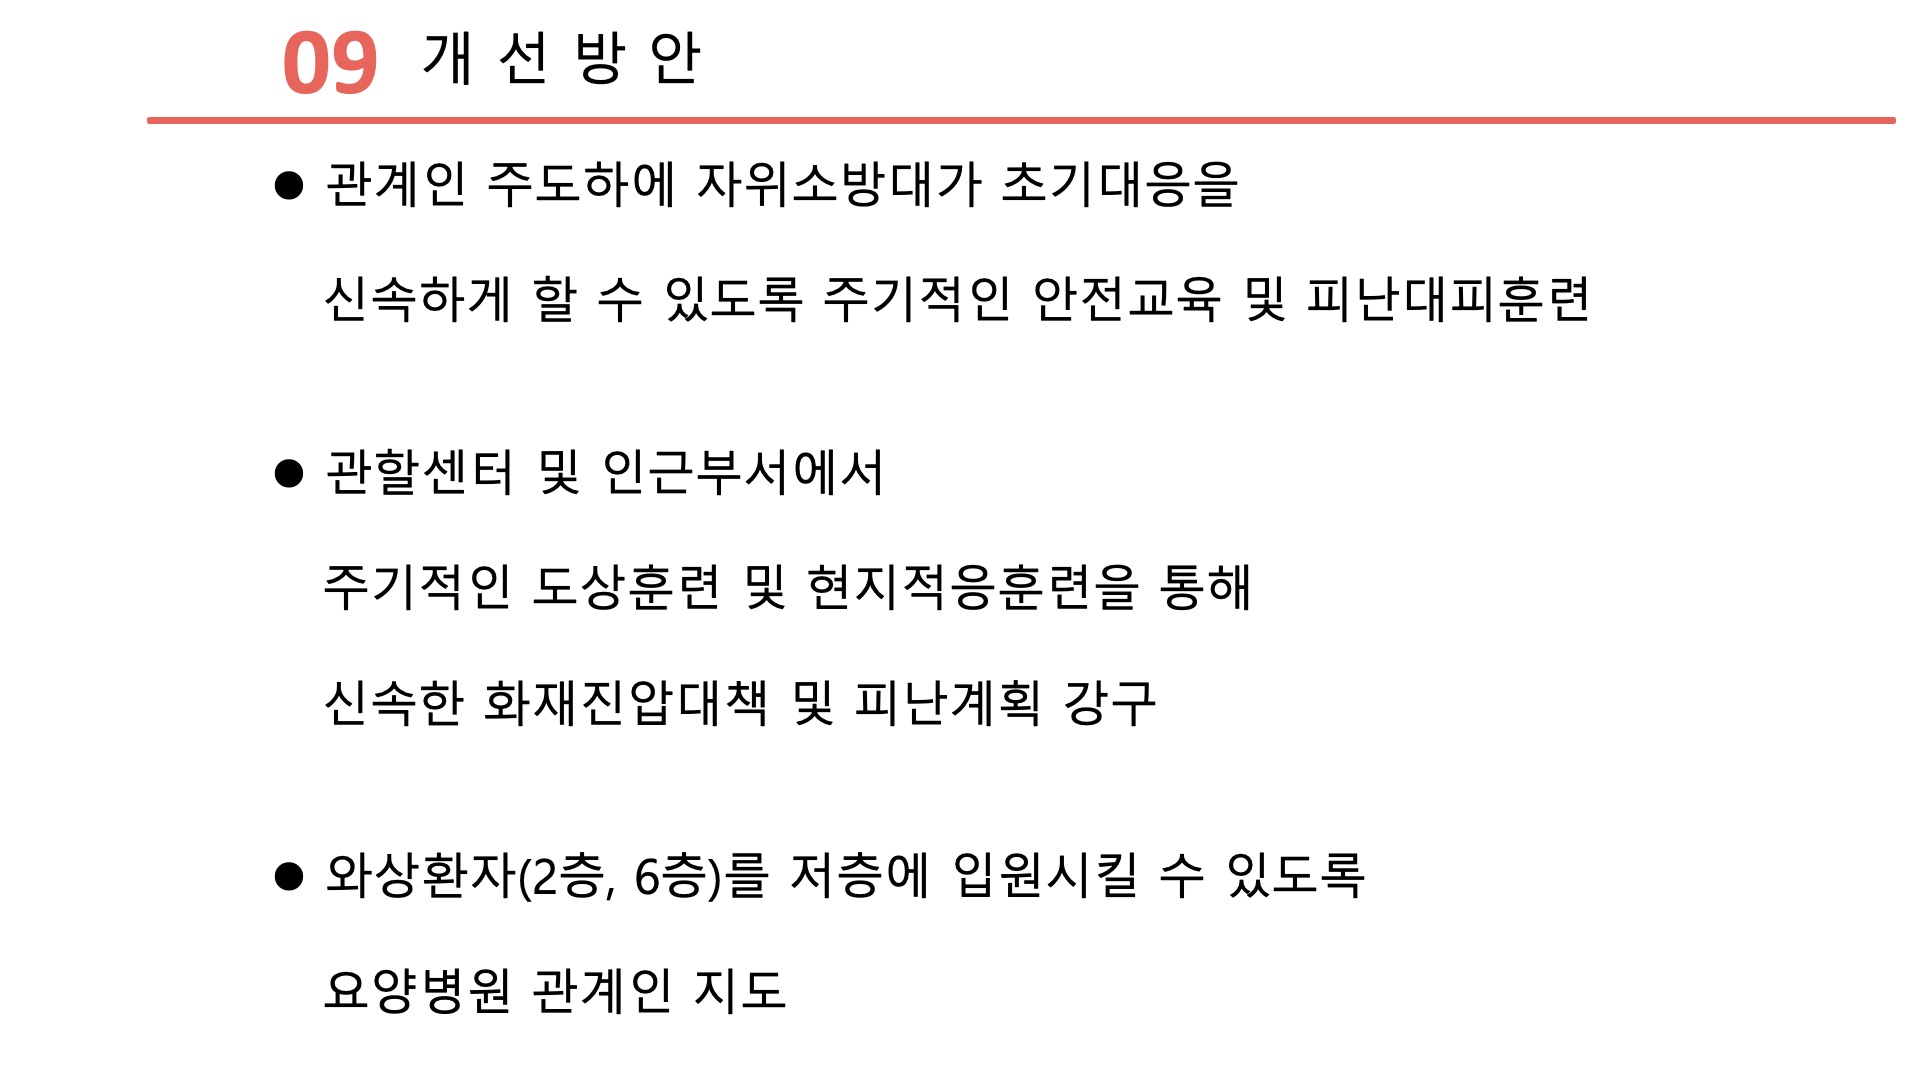 09 개 선 방 안
● 관계인 주도하에 자위소방대가 초기대응을
신속하게 할 수 있도록 주기적인 안전교육 및 피난대피훈련
● 관할센터 및 인근부서에서
주기적인 도상훈련 및 현지적응훈련을 통해
신속한 화재진압대책 및 피난계획 강구
● 와상환자(2층, 6층)를 저층에 입원시킬 수 있도록
요양병원 관계인 지도